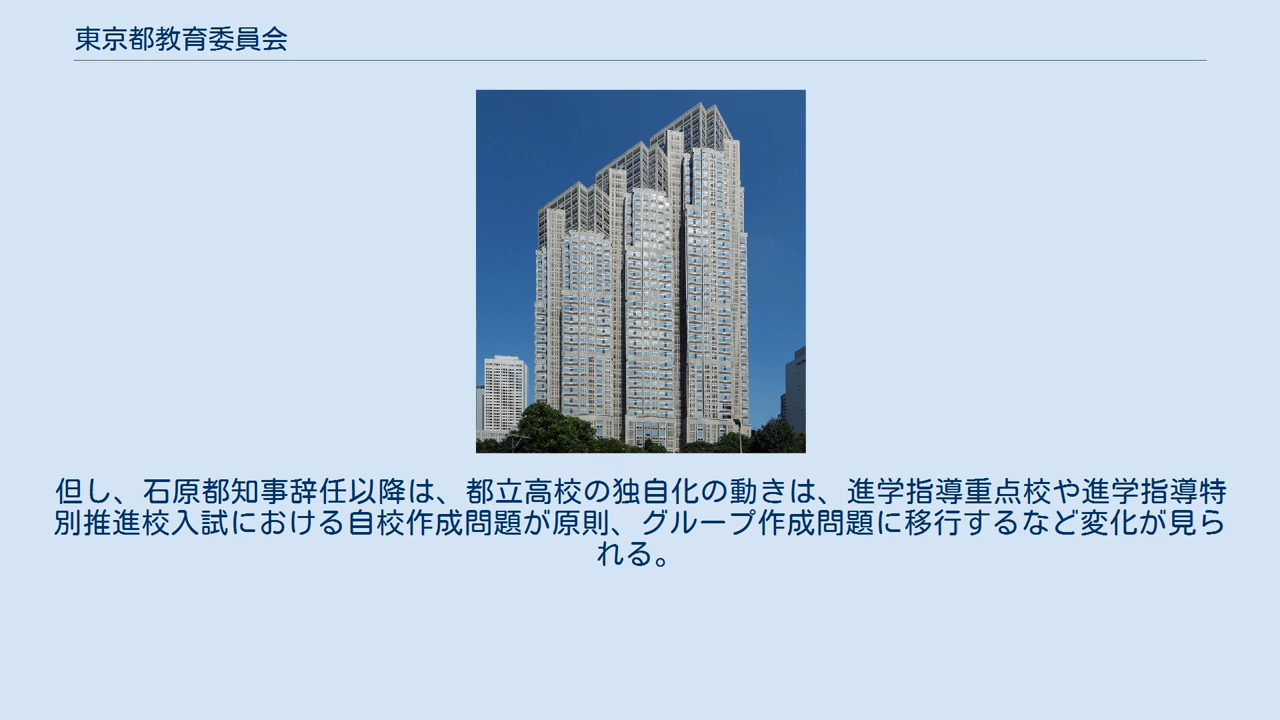 東京都教育委員会
但し、石原都知事辞任以降は、都立高校の独自化の動きは、進学指導重点校や進学指導特
別推進校入試における自校作成問題が原則、グループ作成問題に移行するなど変化が見ら
れる。